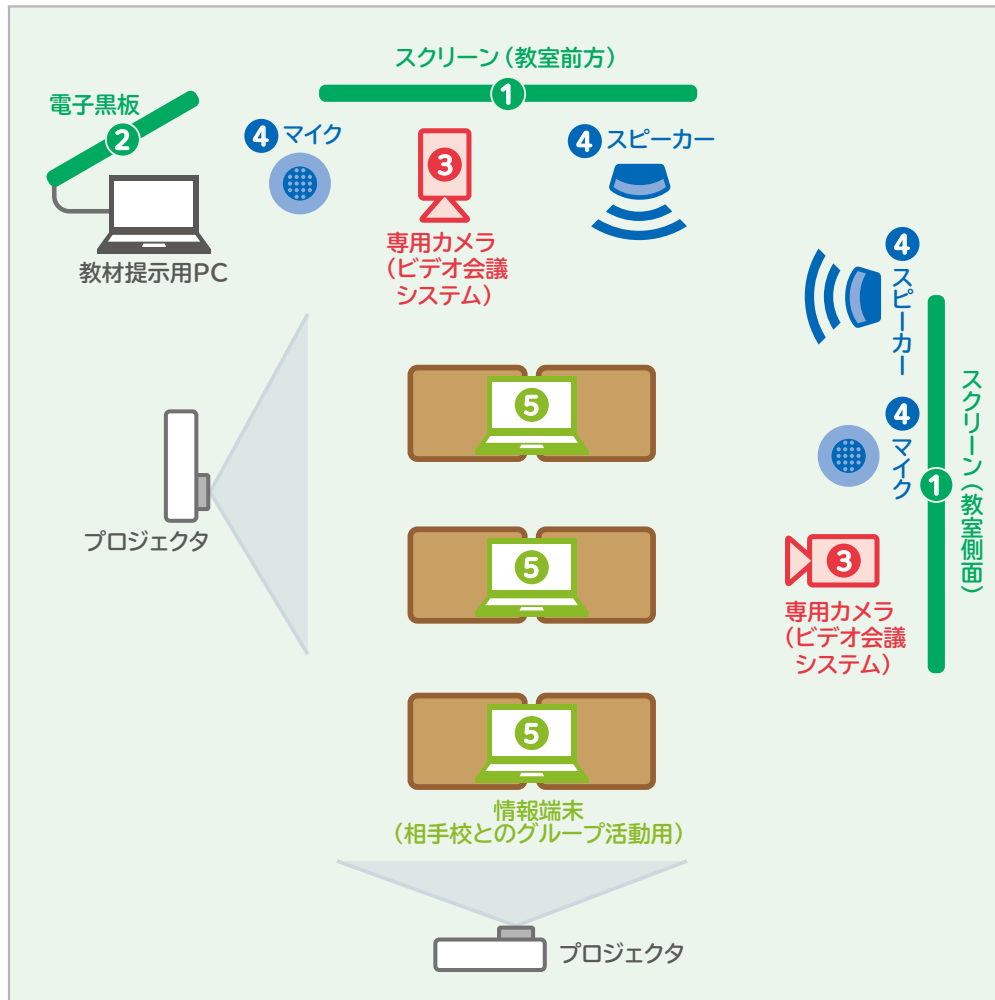 スクリーン(教室前方)
1
電子黒板
2
4 マイク
3
4 スピーカー
専用カメラ
(ビデオ会議
システム)
教材提示用PC
4
スピーカー
5
4
マイク
スクリーン(教室側面)
1
プロジェクタ
5
3
専用カメラ
(ビデオ会議
システム)
5
情報端末
(相手校とのグループ活動用)
プロジェクタ